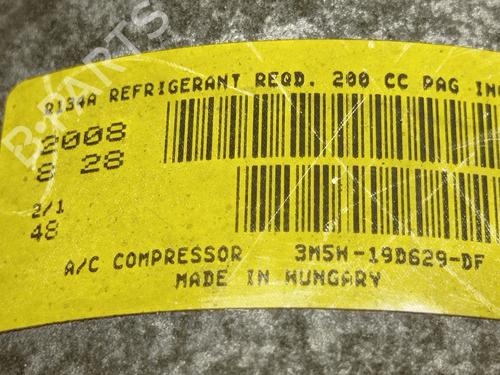 R134A REFRIGERANT REQD. 200 CC PAG
2008
8 28
2/1
48
A/C COMPRESSOR 3M5H-19D629-DF
MADE IN HUNGARY
B-PARTS